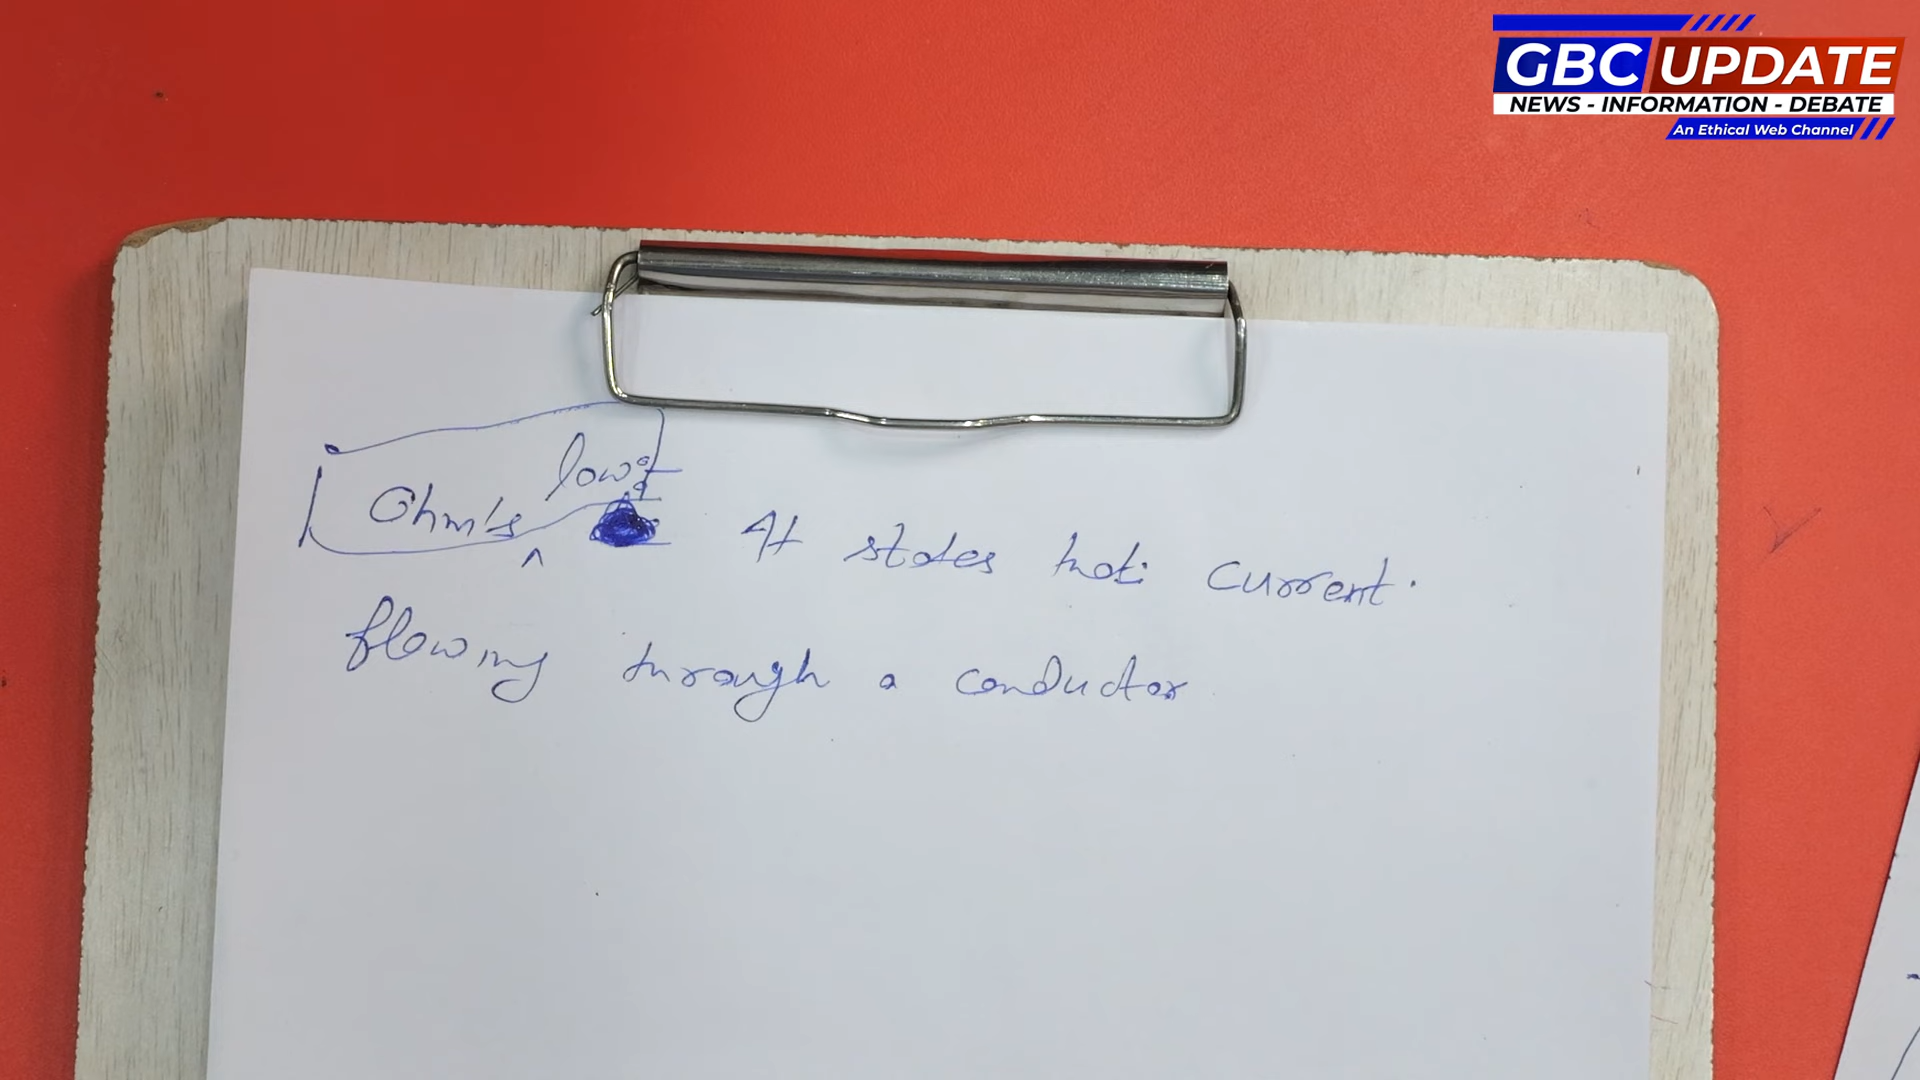 GBC UPDATE
NEWS - INFORMATION - DEBATE
An Ethical Web Channel
Ohm's law: It states that current
flowing through a conductor